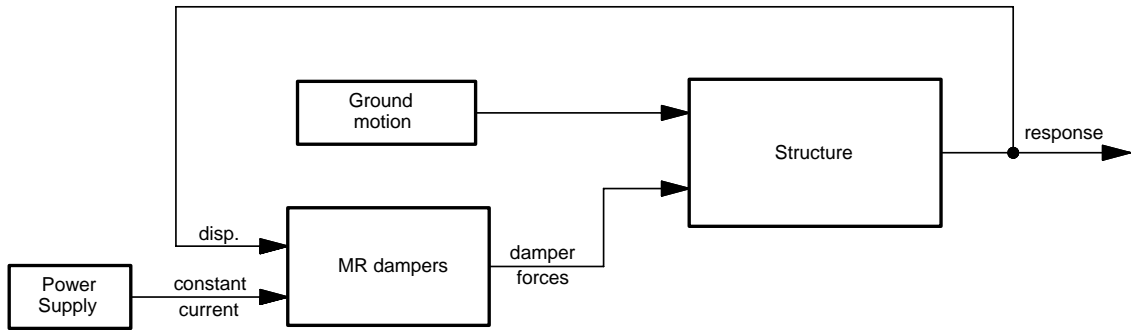 Ground
motion
Structure
response
disp.
MR dampers
damper
forces
Power
Supply
constant
current